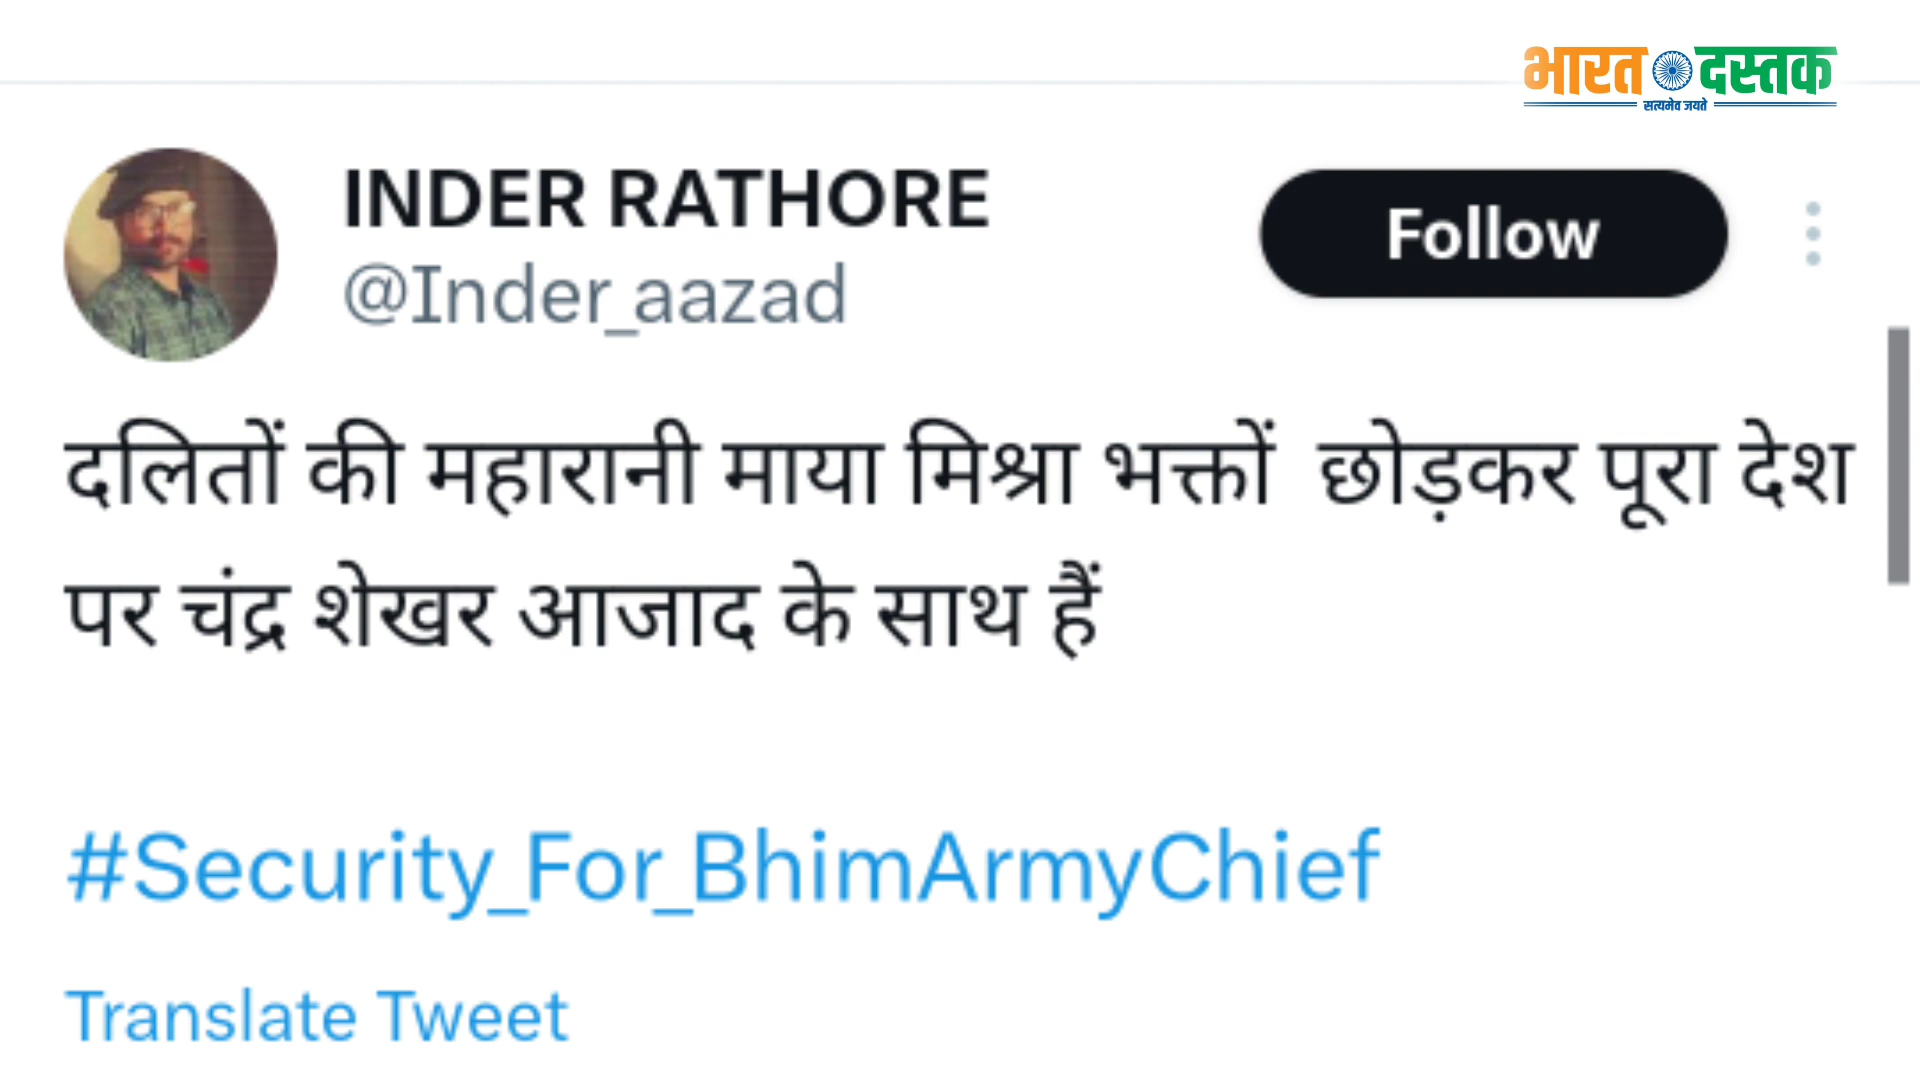 भारत दस्तक
सत्यमेव जयते
INDER RATHORE
Follow
@Inder_aazad
दलितों की महारानी माया मिश्रा भक्तों छोड़कर पूरा देश
पर चंद्र शेखर आजाद के साथ हैं
#Security_For_BhimArmyChief
Translate Tweet